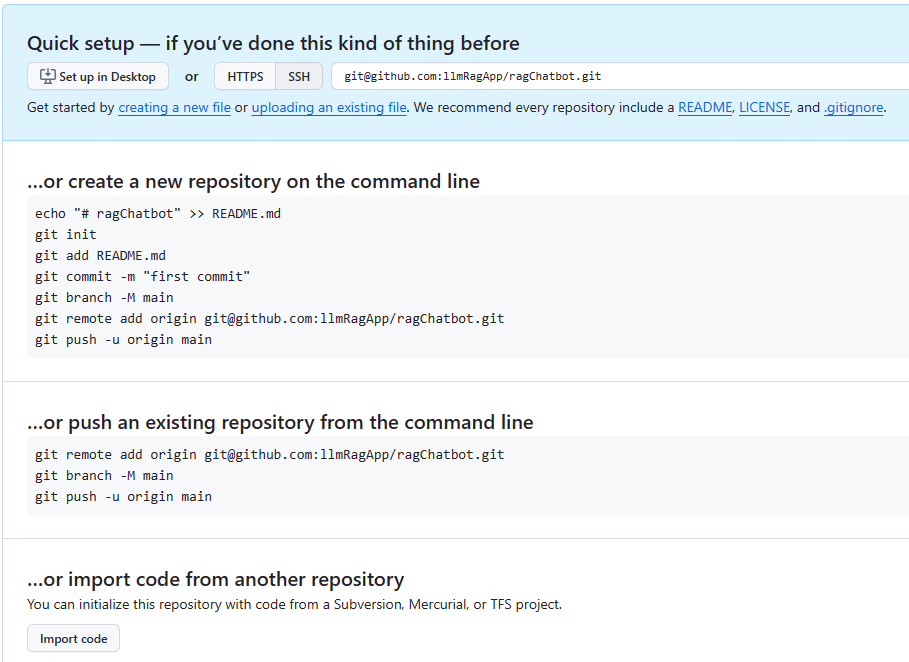 Quick setup — if you’ve done this kind of thing before
Set up in Desktop or HTTPS SSH git@github.com:llmRagApp/ragChatbot.git
Get started by creating a new file or uploading an existing file. We recommend every repository include a README, LICENSE, and .gitignore.
...or create a new repository on the command line
echo "# ragChatbot" >> README.md
git init
git add README.md
git commit -m "first commit"
git branch -M main
git remote add origin git@github.com:llmRagApp/ragChatbot.git
git push -u origin main
...or push an existing repository from the command line
git remote add origin git@github.com:llmRagApp/ragChatbot.git
git branch -M main
git push -u origin main
...or import code from another repository
You can initialize this repository with code from a Subversion, Mercurial, or TFS project.
Import code